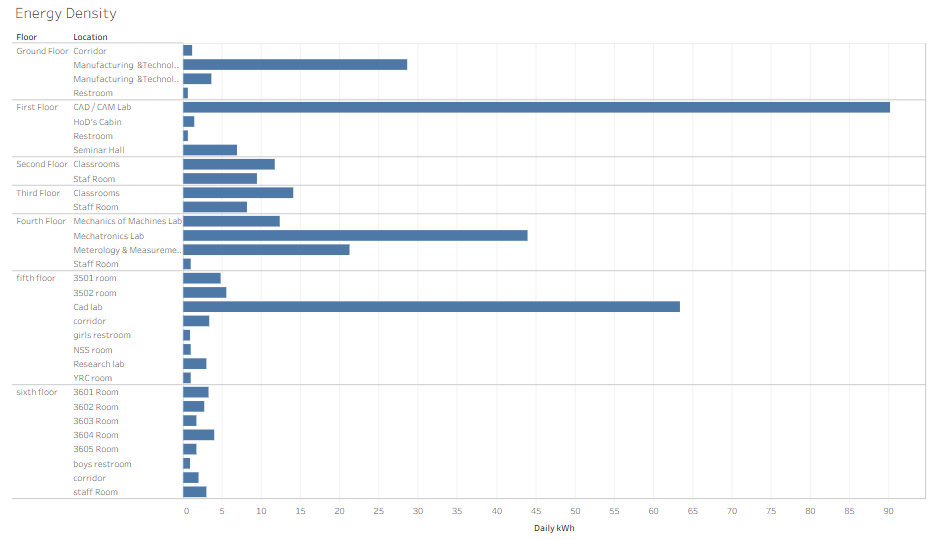 Energy Density
Floor Location
Ground Floor Corridor
Manufacturing &Technol..
Manufacturing &Technol..
Restroom
First Floor CAD / CAM Lab
HoD's Cabin
Restroom
Seminar Hall
Second Floor Classrooms
Staf Room
Third Floor Classrooms
Staff Room
Fourth Floor Mechanics of Machines Lab
Mechatronics Lab
Meterology & Measureme..
Staff Room
fifth floor 3501 room
3502 room
Cad lab
corridor
girls restroom
NSS room
Research lab
YRC room
sixth floor 3601 Room
3602 Room
3603 Room
3604 Room
3605 Room
boys restroom
corridor
staff Room
0 5 10 15 20 25 30 35 40 45 50 55 60 65 70 75 80 85 90
Daily kWh